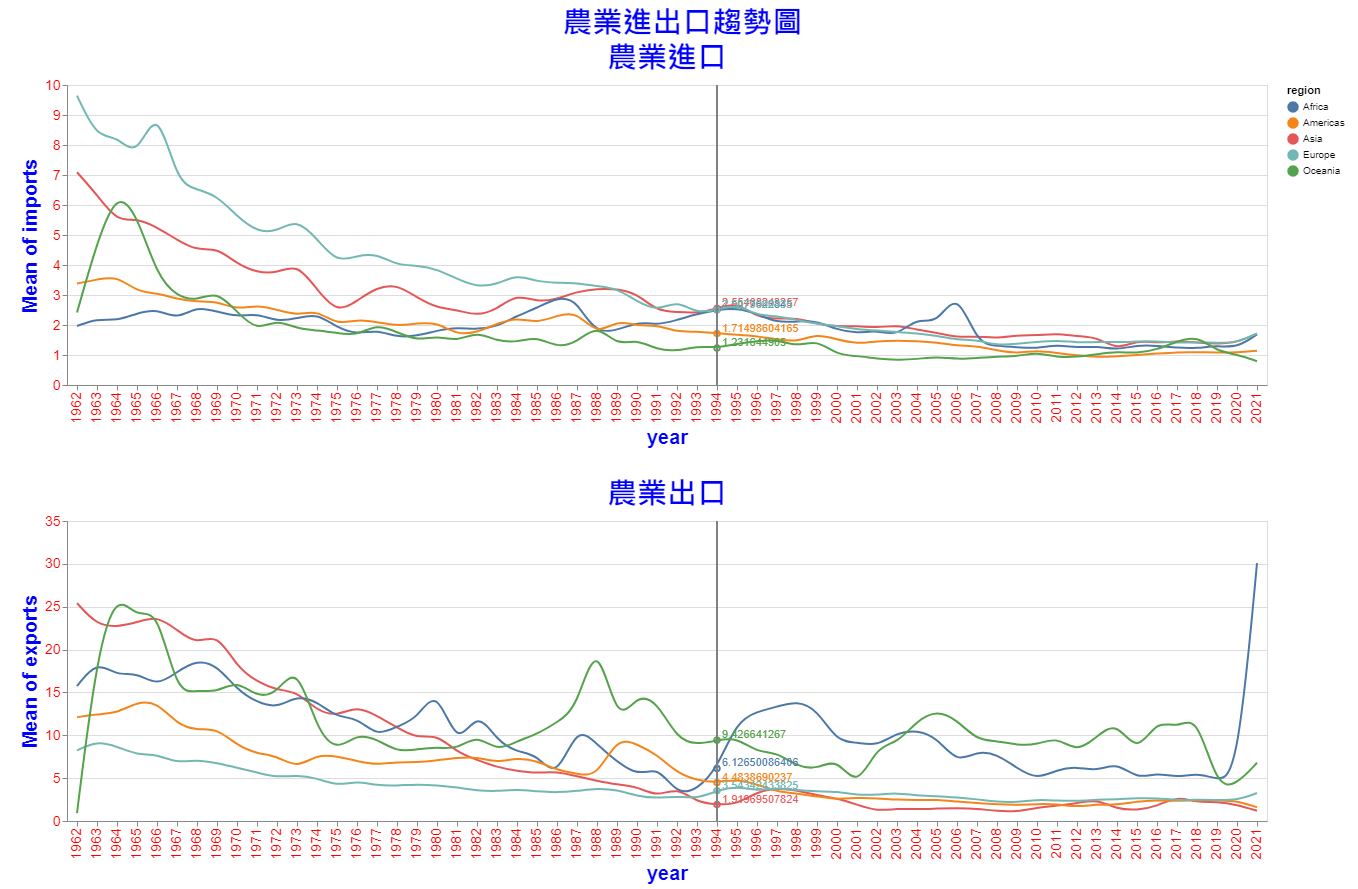 農業進出口趨勢圖
農業進口
region
Africa
Americas
Asia
Europe
Oceania
Mean of imports
10
9
8
7
6
5
4
3
2
1
0
1.71498604165
1962 1963 1964 1965 1966 1967 1968 1969 1970 1971 1972 1973 1974 1975 1976 1977 1978 1979 1980 1981 1982 1983 1984 1985 1986 1987 1988 1989 1990 1991 1992 1993 1994 1995 1996 1997 1998 1999 2000 2001 2002 2003 2004 2005 2006 2007 2008 2009 2010 2011 2012 2013 2014 2015 2016 2017 2018 2019 2020 2021
year
農業出口
Mean of exports
35
30
25
20
15
10
5
0
9.426641267
6.12650086406
4.4838690237
1.91969507824
1962 1963 1964 1965 1966 1967 1968 1969 1970 1971 1972 1973 1974 1975 1976 1977 1978 1979 1980 1981 1982 1983 1984 1985 1986 1987 1988 1989 1990 1991 1992 1993 1994 1995 1996 1997 1998 1999 2000 2001 2002 2003 2004 2005 2006 2007 2008 2009 2010 2011 2012 2013 2014 2015 2016 2017 2018 2019 2020 2021
year